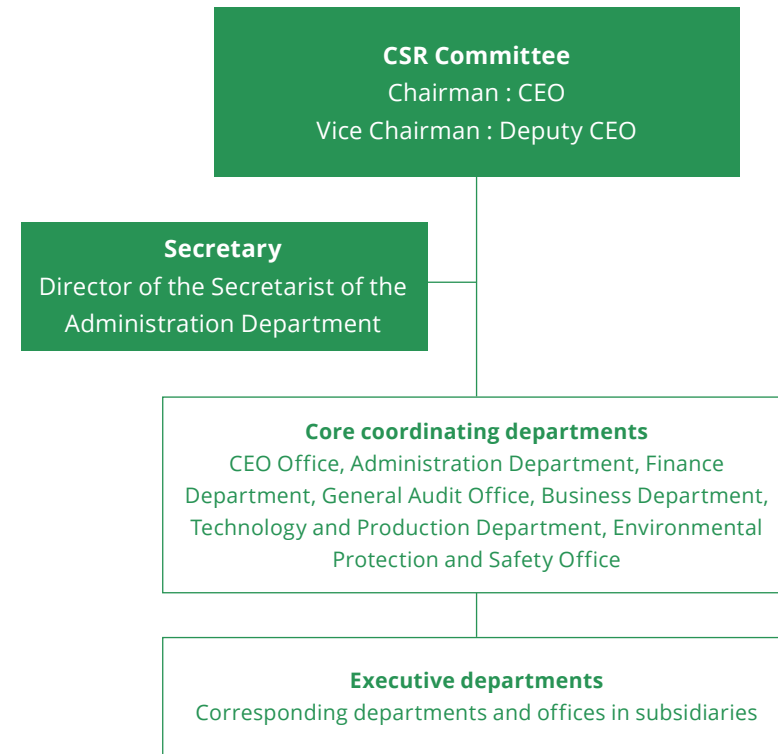 CSR Committee
Chairman : CEO
Vice Chairman : Deputy CEO
Secretary
Director of the Secretarist of the
Administration Department
Core coordinating departments
CEO Office, Administration Department, Finance
Department, General Audit Office, Business Department,
Technology and Production Department, Environmental
Protection and Safety Office
Executive departments
Corresponding departments and offices in subsidiaries